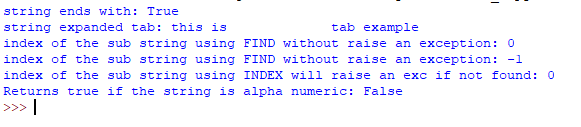 string ends with: True
string expanded tab: this is             tab example
index of the sub string using FIND without raise an exception: 0
index of the sub string using FIND without raise an exception: -1
index of the sub string using INDEX will raise an exc if not found: 0
Returns true if the string is alpha numeric: False
>>>